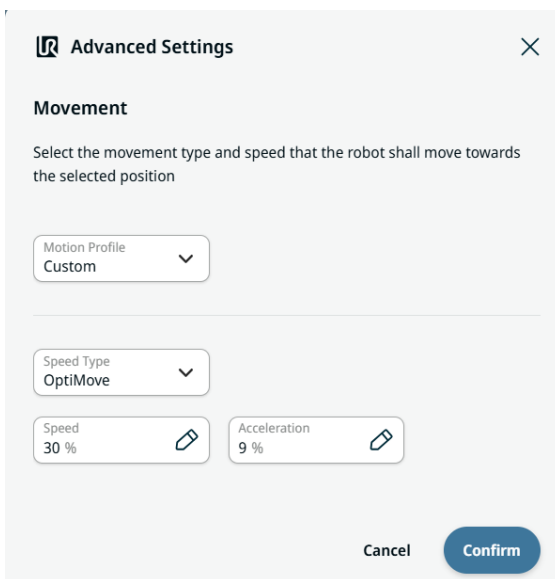 UR Advanced Settings
Movement
Select the movement type and speed that the robot shall move towards
the selected position
Motion Profile
Custom
Speed Type
OptiMove
Speed
30 %
Acceleration
9 %
Cancel
Confirm